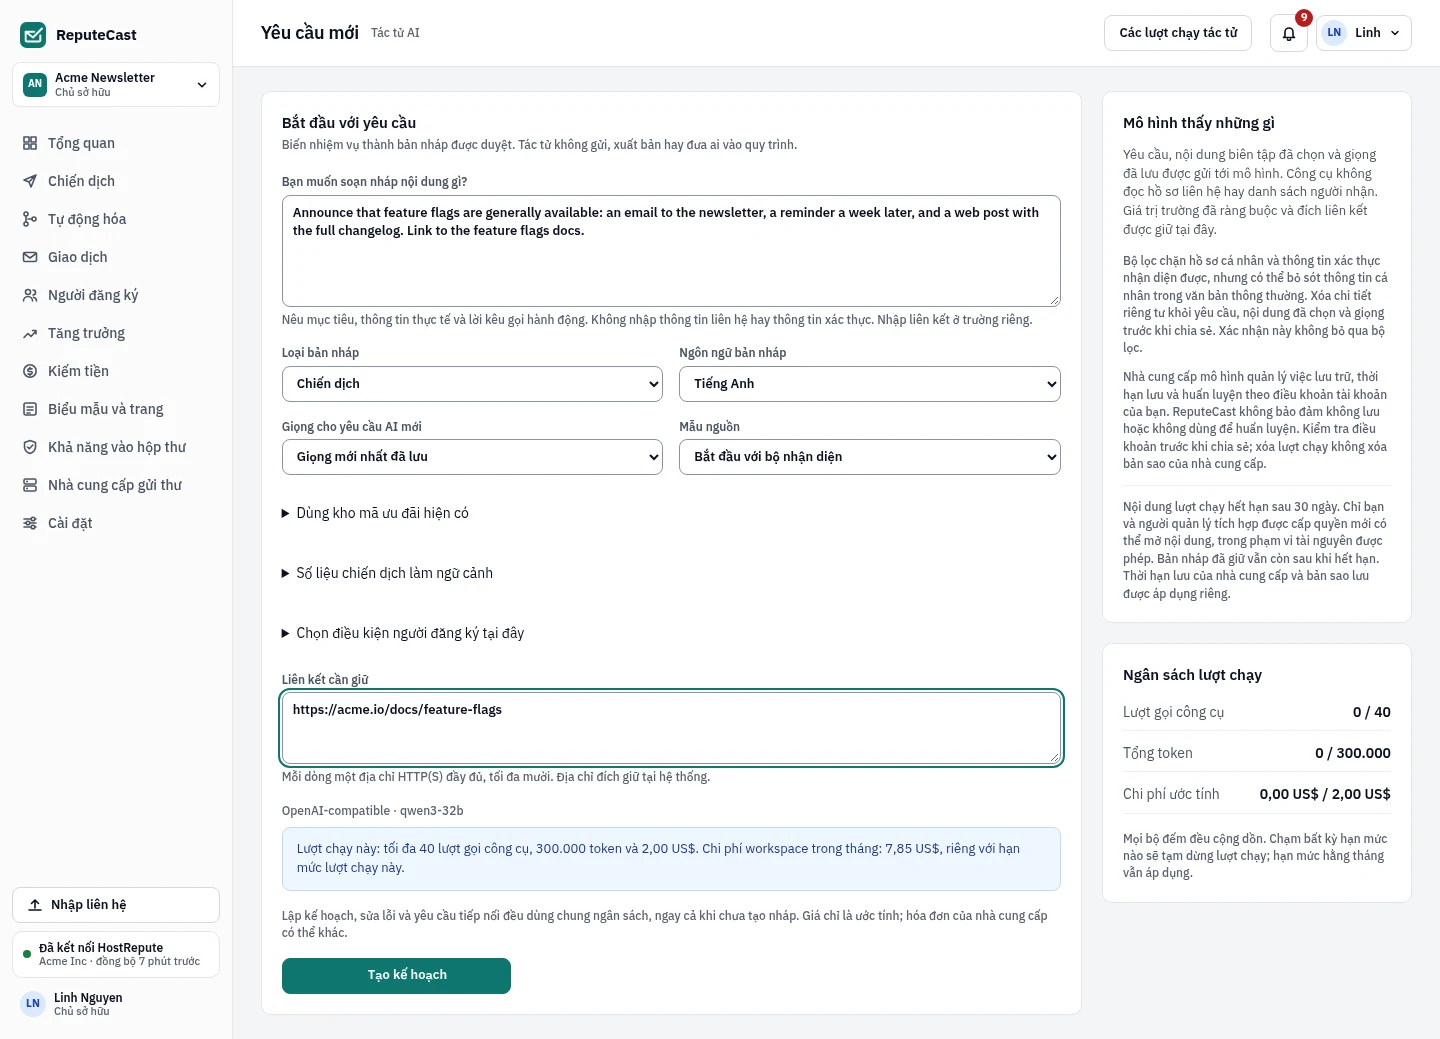 ReputeCast
AN
Acme Newsletter
Chủ sở hữu
Tổng quan
Chiến dịch
Tự động hóa
Giao dịch
Người đăng ký
Tăng trưởng
Kiếm tiền
Biểu mẫu và trang
Khả năng vào hộp thư
Nhà cung cấp gửi thư
Cài đặt
Nhập liên hệ
Đã kết nối HostRepute
Acme Inc · đồng bộ 7 phút trước
LN
Linh Nguyen
Chủ sở hữu
Yêu cầu mới
Tác tử AI
Các lượt chạy tác tử
9
LN
Linh
Bắt đầu với yêu cầu
Biến nhiệm vụ thành bản nháp được duyệt. Tác tử không gửi, xuất bản hay đưa ai vào quy trình.
Bạn muốn soạn nháp nội dung gì?
Announce that feature flags are generally available: an email to the newsletter, a reminder a week later, and a web post with
the full changelog. Link to the feature flags docs.
Nêu mục tiêu, thông tin thực tế và lời kêu gọi hành động. Không nhập thông tin liên hệ hay thông tin xác thực. Nhập liên kết ở trường riêng.
Loại bản nháp
Ngôn ngữ bản nháp
Chiến dịch
Tiếng Anh
Giọng cho yêu cầu AI mới
Mẫu nguồn
Giọng mới nhất đã lưu
Bắt đầu với bộ nhận diện
Dùng kho mã ưu đãi hiện có
Số liệu chiến dịch làm ngữ cảnh
Chọn điều kiện người đăng ký tại đây
Liên kết cần giữ
https://acme.io/docs/feature-flags
Mỗi dòng một địa chỉ HTTP(S) đầy đủ, tối đa mười. Địa chỉ đích giữ tại hệ thống.
OpenAI-compatible · qwen3-32b
Lượt chạy này: tối đa 40 lượt gọi công cụ, 300.000 token và 2,00 US$. Chi phí workspace trong tháng: 7,85 US$, riêng với hạn
mức lượt chạy này.
Lập kế hoạch, sửa lỗi và yêu cầu tiếp nối đều dùng chung ngân sách, ngay cả khi chưa tạo nháp. Giá chỉ là ước tính; hóa đơn của nhà cung cấp
có thể khác.
Tạo kế hoạch
Mô hình thấy những gì
Yêu cầu, nội dung biên tập đã chọn và giọng
đã lưu được gửi tới mô hình. Công cụ không
đọc hồ sơ liên hệ hay danh sách người nhận.
Giá trị trường đã ràng buộc và đích liên kết
được giữ tại đây.
Bộ lọc chặn hồ sơ cá nhân và thông tin xác thực
nhận diện được, nhưng có thể bỏ sót thông tin cá
nhân trong văn bản thông thường. Xóa chi tiết
riêng tư khỏi yêu cầu, nội dung đã chọn và giọng
trước khi chia sẻ. Xác nhận này không bỏ qua bộ
lọc.
Nhà cung cấp mô hình quản lý việc lưu trữ, thời
hạn lưu và huấn luyện theo điều khoản tài khoản
của bạn. ReputeCast không bảo đảm không lưu
hoặc không dùng để huấn luyện. Kiểm tra điều
khoản trước khi chia sẻ; xóa lượt chạy không xóa
bản sao của nhà cung cấp.
Nội dung lượt chạy hết hạn sau 30 ngày. Chỉ bạn
và người quản lý tích hợp được cấp quyền mới có
thể mở nội dung, trong phạm vi tài nguyên được
phép. Bản nháp đã giữ vẫn còn sau khi hết hạn.
Thời hạn lưu của nhà cung cấp và bản sao lưu
được áp dụng riêng.
Ngân sách lượt chạy
Lượt gọi công cụ
0 / 40
Tổng token
0 / 300.000
Chi phí ước tính
0,00 US$ / 2,00 US$
Mọi bộ đếm đều cộng dồn. Chạm bất kỳ hạn mức
nào sẽ tạm dừng lượt chạy; hạn mức hằng tháng
vẫn áp dụng.